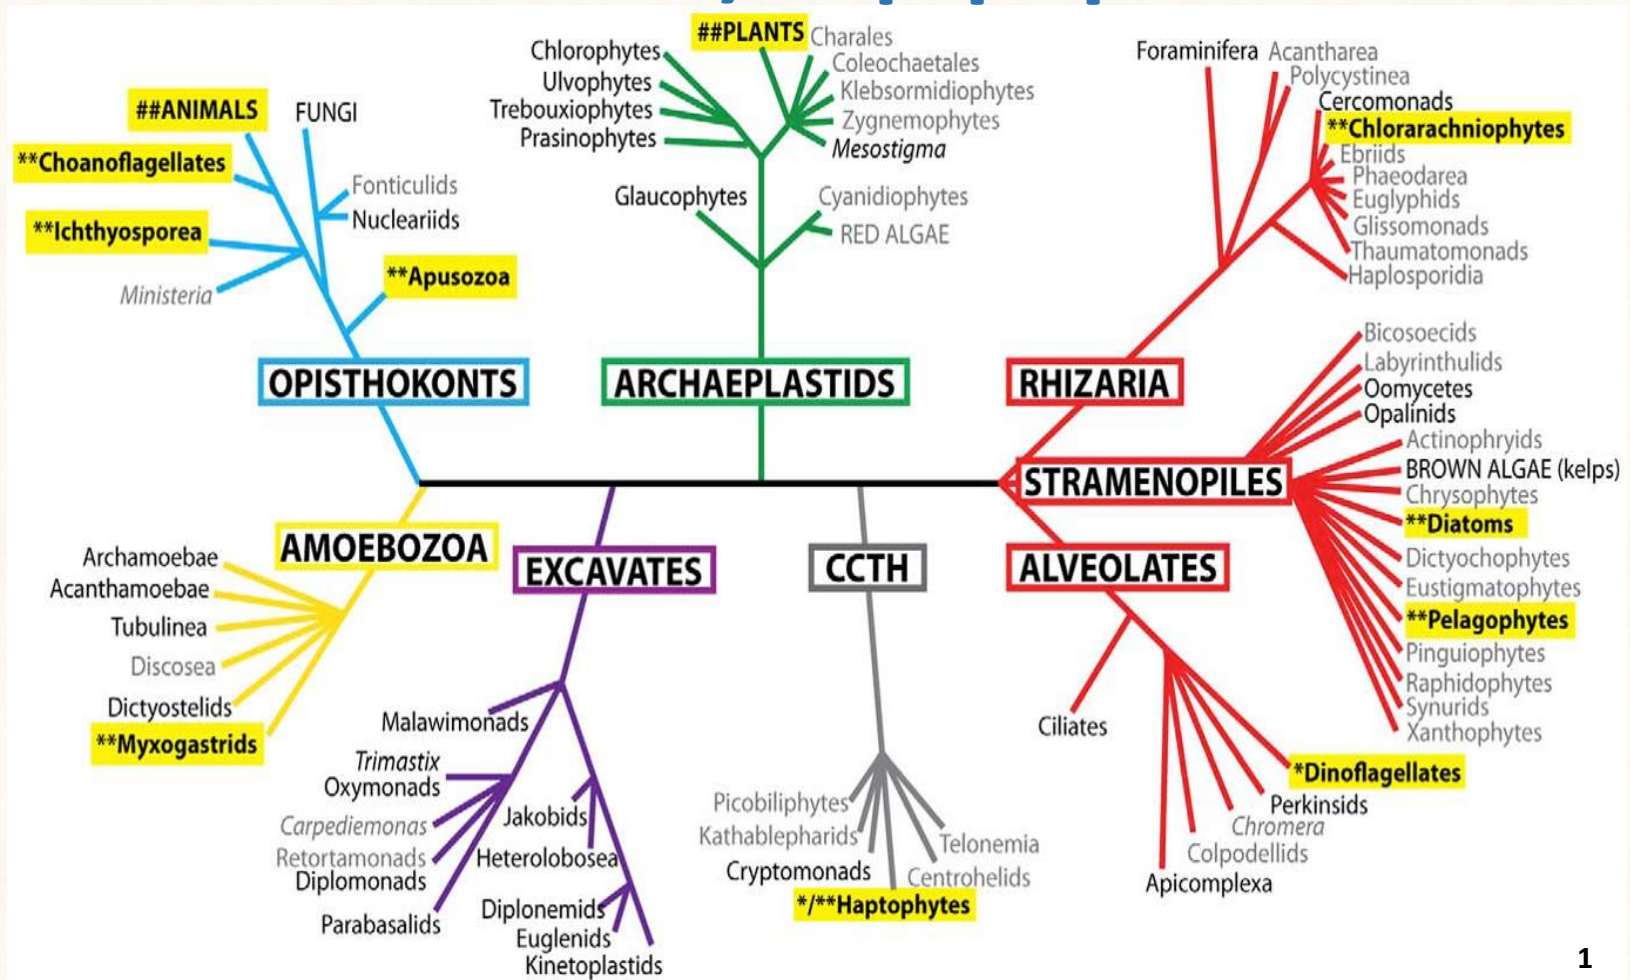 ##PLANTS
Charales
Coleochaetales
Klebsormidiophytes
Zygnemophytes
Mesostigma
Chlorophytes
Ulvophytes
Trebouxiophytes
Prasinophytes
Glaucophytes
Cyanidiophytes
RED ALGAE
##ANIMALS
FUNGI
**Choanoflagellates
Fonticulids
Nucleariids
**Ichthyosporea
Ministeria
**Apusozoa
Foraminifera
Acantharea
Polycystinea
Cercomonads
**Chlorarachniophytes
Ebriids
Phaeodarea
Euglyphids
Glissomonads
Thaumatomonads
Haplosporidia
OPISTHOKONTS
ARCHAEPLASTIDS
RHIZARIA
Bicosoecids
Labyrinthulids
Oomycetes
Opalinids
STRAMENOPILES
Actinophryids
BROWN ALGAE (kelps)
Chrysophytes
**Diatoms
Dictyochophytes
Eustigmatophytes
**Pelagophytes
Pinguiophytes
Raphidophytes
Synurids
Xanthophytes
AMOEBOZOA
EXCAVATES
CCTH
ALVEOLATES
Archamoebae
Acanthamoebae
Tubulinea
Discosea
Dictyostelids
**Myxogastrids
Malawimonads
Trimastix
Oxymonads
Carpediemonas
Retortamonads
Diplomonads
Parabasalids
Jakobids
Heterolobosea
Diplonemids
Euglenids
Kinetoplastids
Picobiliphytes
Kathablepharids
Cryptomonads
*/**Haptophytes
Centrohelids
Telonemia
Ciliates
*Dinoflagellates
Perkinsids
Chromera
Colpodellids
Apicomplexa
1